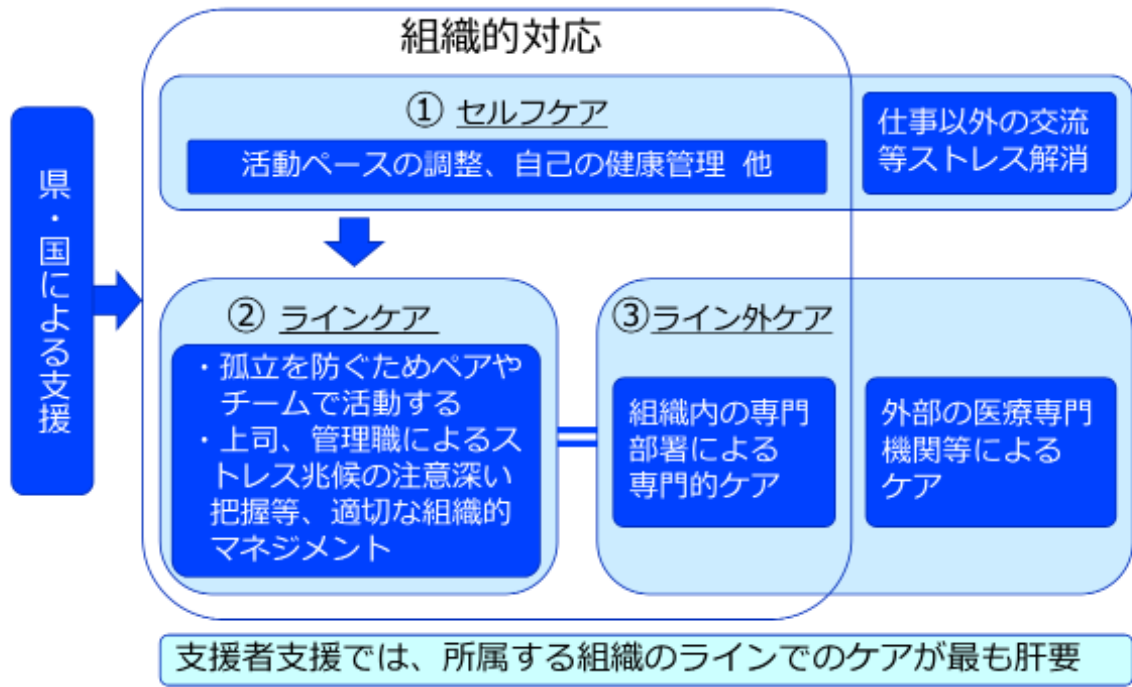 組織的対応
① セルフケア
活動ペースの調整、自己の健康管理 他
仕事以外の交流
等ストレス解消
県・国による支援
② ラインケア
・孤立を防ぐためペアや
チームで活動する
・上司、管理職によるス
トレス兆候の注意深い
把握等、適切な組織的
マネジメント
③ライン外ケア
組織内の専門
部署による
専門的ケア
外部の医療専門
機関等による
ケア
支援者支援では、所属する組織のラインでのケアが最も肝要